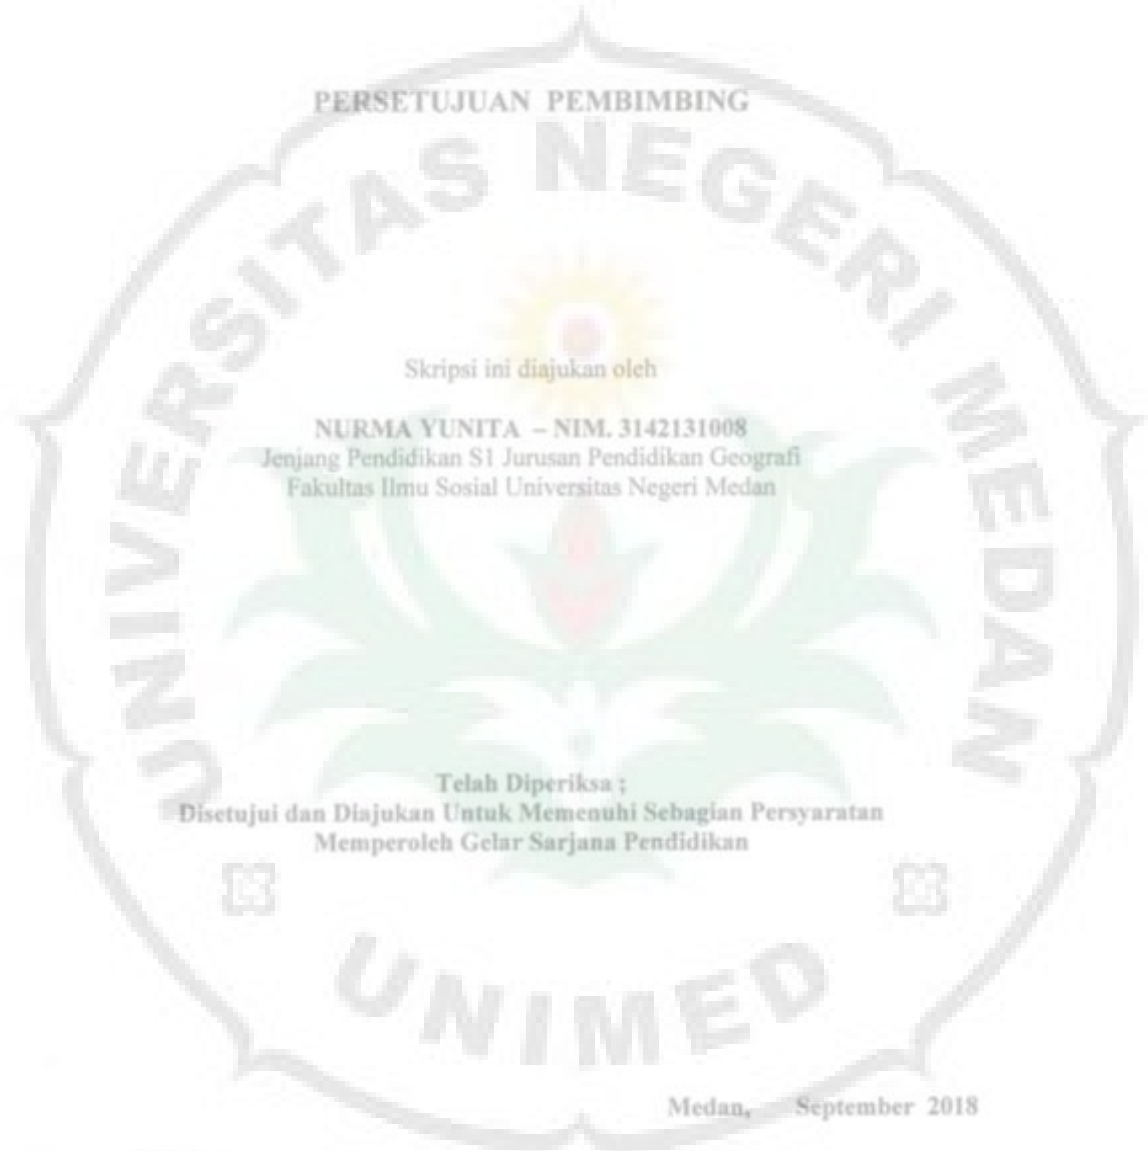 PERSETUJUAN PEMBIMBING
UNIVERSITAS NEGERI MEDAN
Skripsi ini diajukan oleh
NURMA YUNITA – NIM. 3142131008
Jenjang Pendidikan S1 Jurusan Pendidikan Geografi
Fakultas Ilmu Sosial Universitas Negeri Medan
Telah Diperiksa ;
Disetujui dan Diajukan Untuk Memenuhi Sebagian Persyaratan
Memperoleh Gelar Sarjana Pendidikan
UNIMED
Medan, September 2018